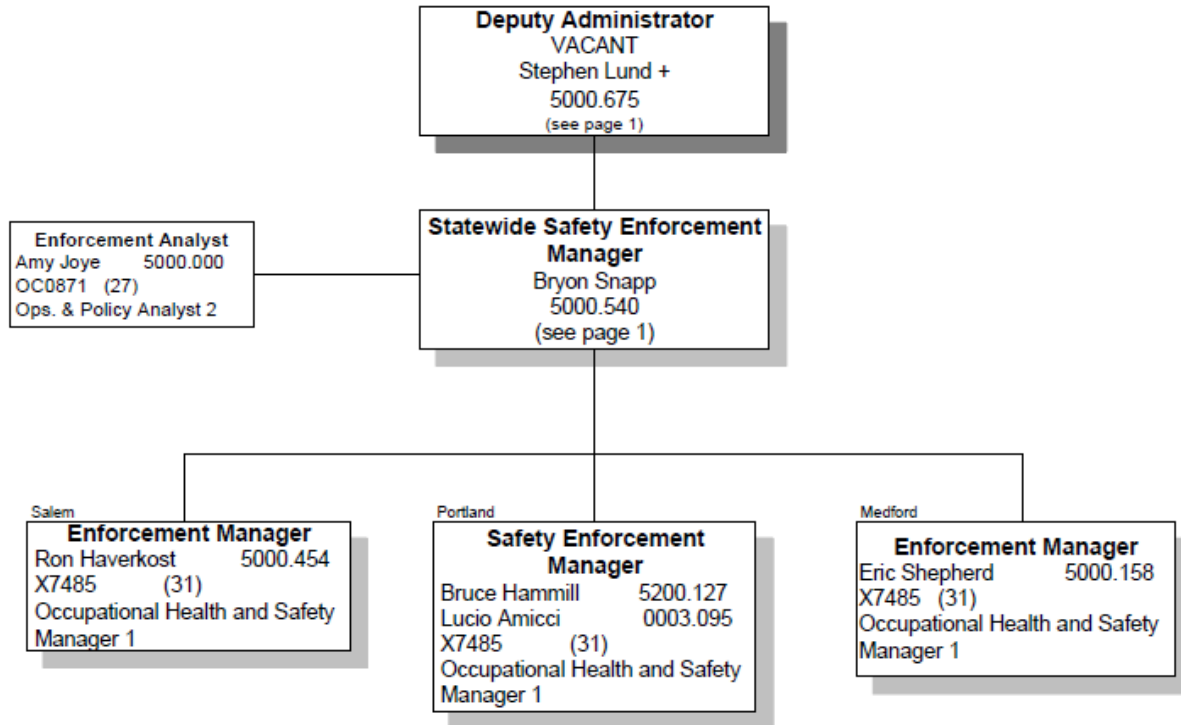 Deputy Administrator
VACANT
Stephen Lund +
5000.675
(see page 1)
Statewide Safety Enforcement
Manager
Bryon Snapp
5000.540
(see page 1)
Enforcement Analyst
Amy Joye 5000.000
OC0871 (27)
Ops. & Policy Analyst 2
Salem
Enforcement Manager
Ron Haverkost 5000.454
X7485 (31)
Occupational Health and Safety
Manager 1
Portland
Safety Enforcement
Manager
Bruce Hammill 5200.127
Lucio Amicci 0003.095
X7485 (31)
Occupational Health and Safety
Manager 1
Medford
Enforcement Manager
Eric Shepherd 5000.158
X7485 (31)
Occupational Health and Safety
Manager 1